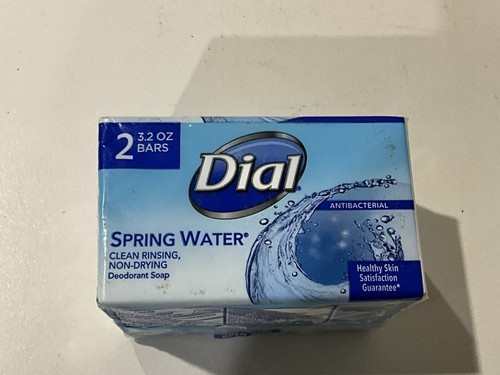 2 3.2 OZ
BARS
Dial
ANTIBACTERIAL
SPRING WATER®
CLEAN RINSING,
NON-DRYING
Deodorant Soap
Healthy Skin
Satisfaction
Guarantee*